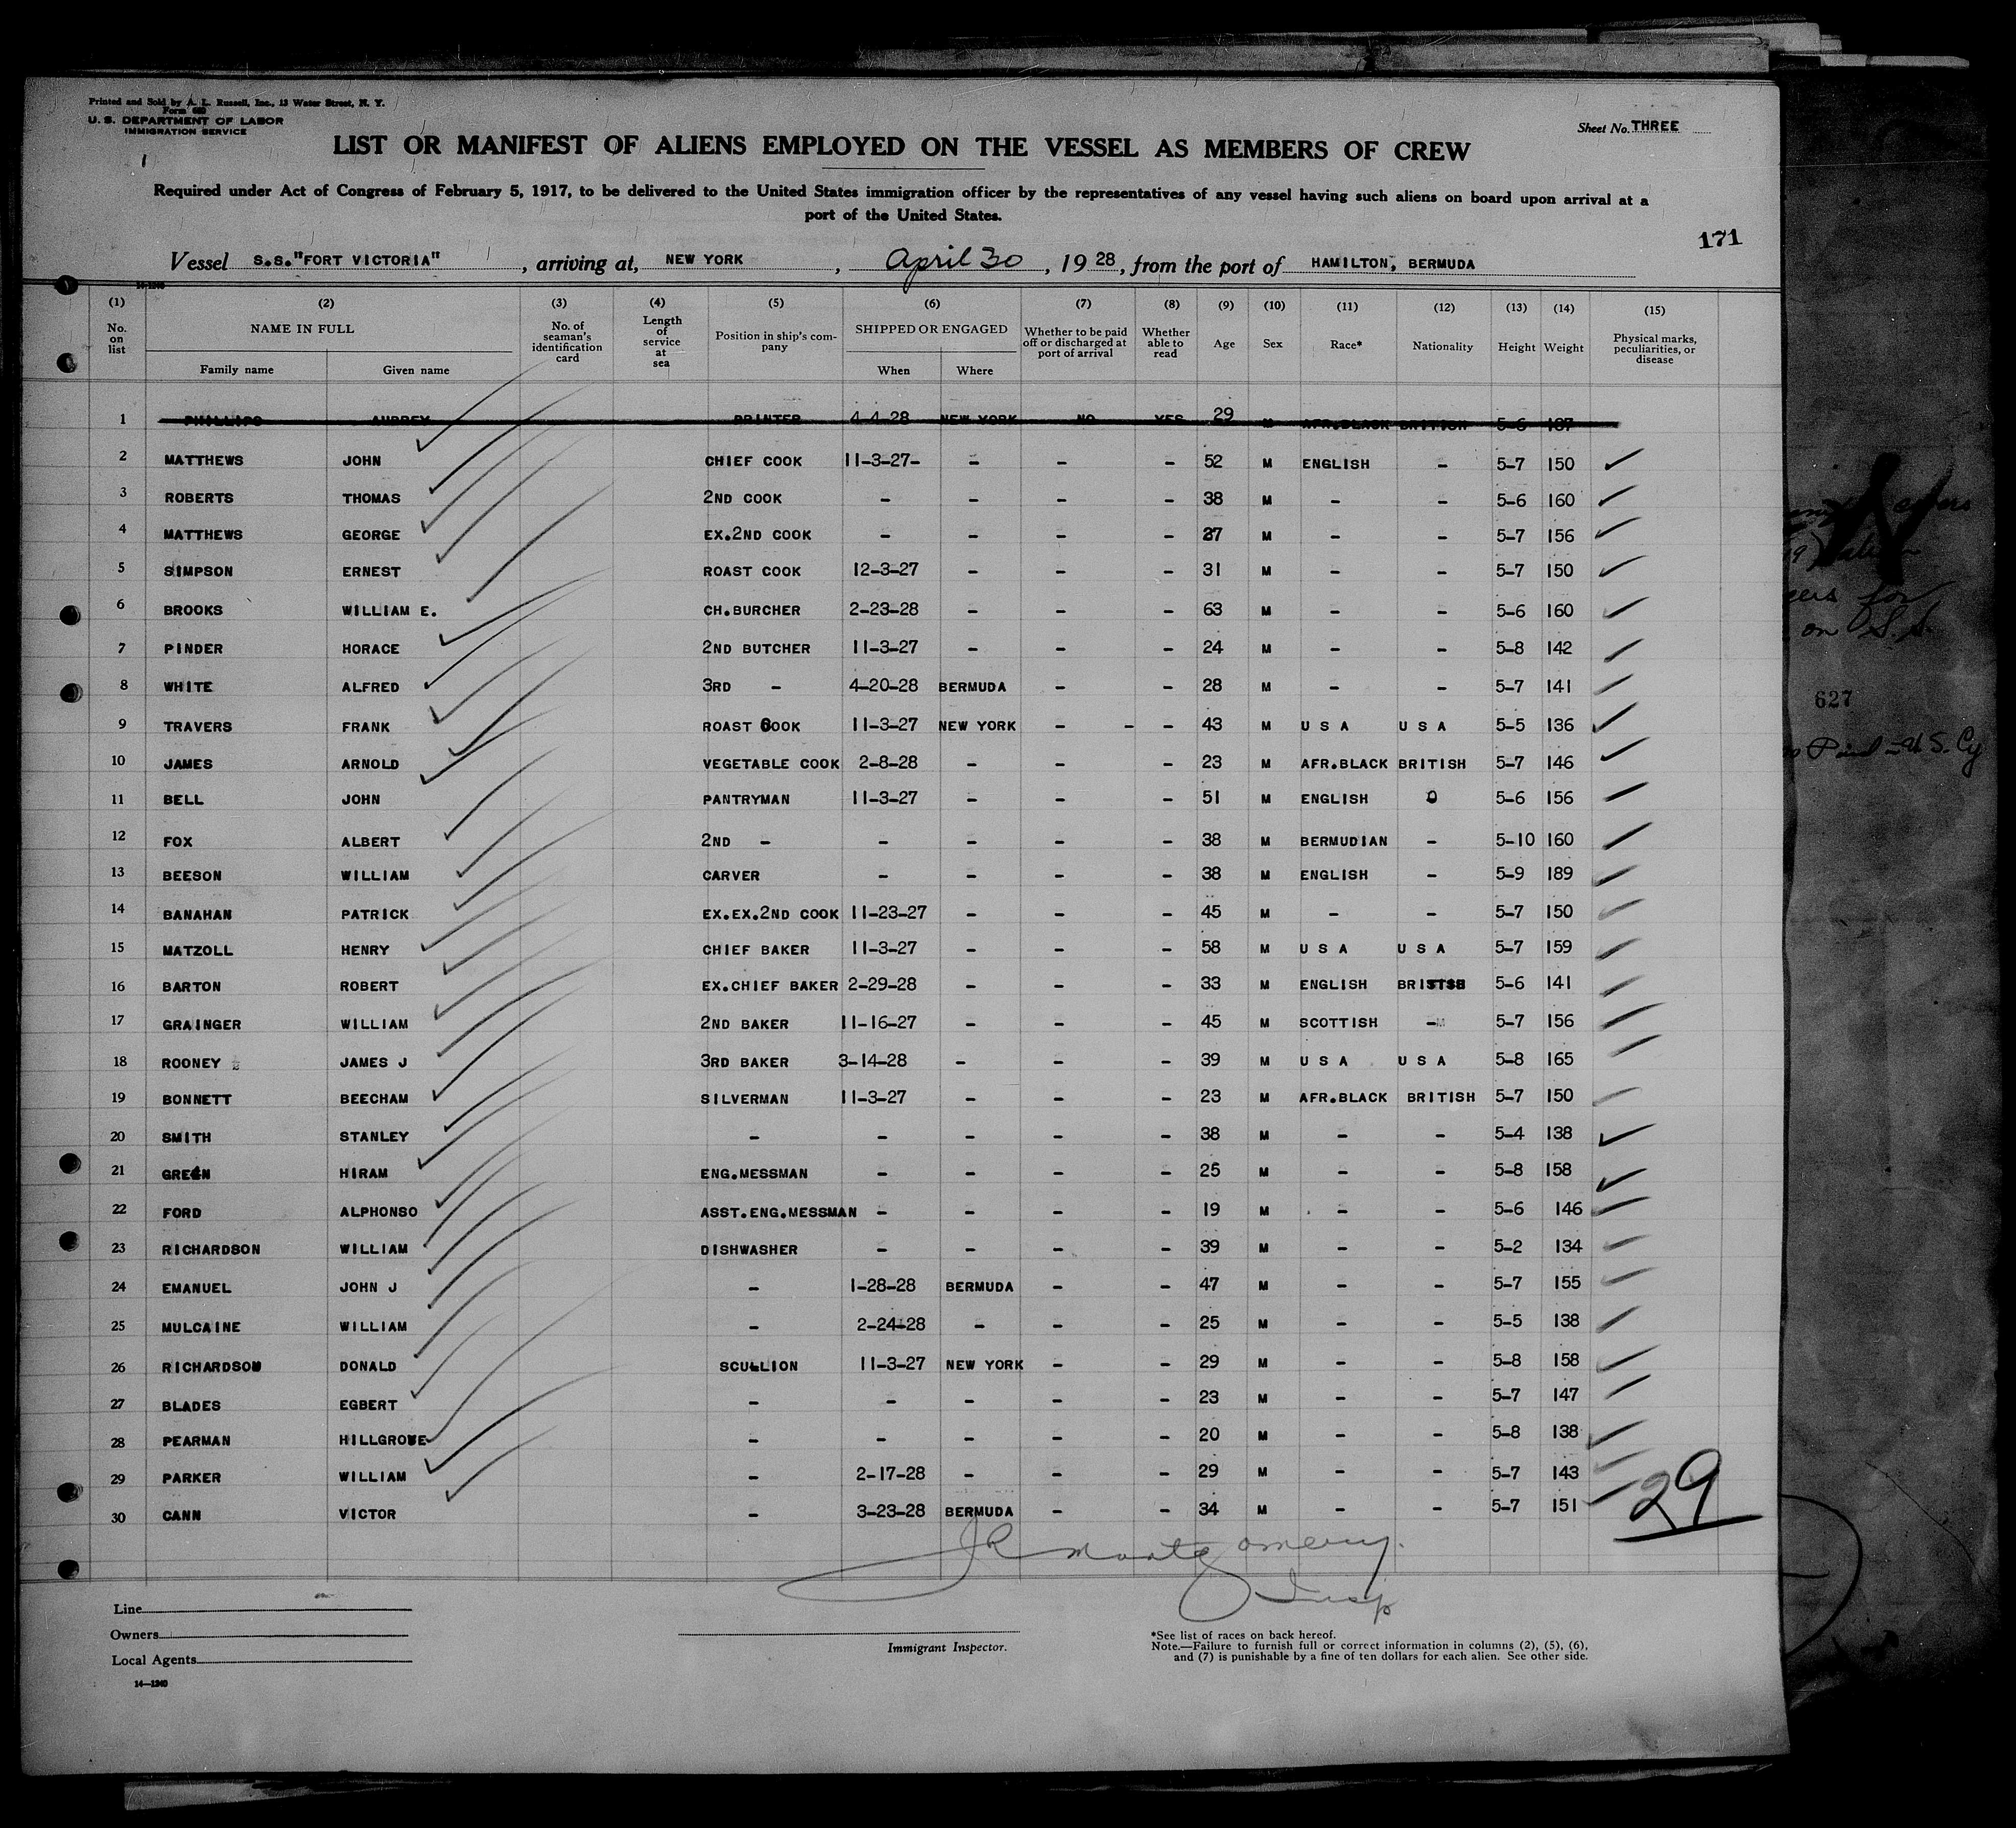 Printed and Sold by A. L. Russell, Inc., 13 Water Street, N. Y.
Form 680
U. S. DEPARTMENT OF LABOR
IMMIGRATION SERVICE
Sheet No. THREE
LIST OR MANIFEST OF ALIENS EMPLOYED ON THE VESSEL AS MEMBERS OF CREW
Required under Act of Congress of February 5, 1917, to be delivered to the United States immigration officer by the representatives of any vessel having such aliens on board upon arrival at a
port of the United States.
171
Vessel S.S."FORT VICTORIA" , arriving at, NEW YORK , April 30 , 19 28, from the port of HAMILTON, BERMUDA
(1) (2) (3) (4) (5) (6) (7) (8) (9) (10) (11) (12) (13) (14) (15)
No. on list NAME IN FULL Family name Given name No. of seaman's identification card Length of service at sea Position in ship's company SHIPPED OR ENGAGED When Where Whether to be paid off or discharged at port of arrival Whether able to read Age Sex Race* Nationality Height Weight Physical marks, peculiarities, or disease
1 PHILLIPS AUBREY PRINTER 4-4-28 NEW YORK NO YES 29 M AFR.BLACK BRITISH 5-6 187
2 MATTHEWS JOHN CHIEF COOK 11-3-27- - - - 52 M ENGLISH - 5-7 150
3 ROBERTS THOMAS 2ND COOK - - - - 38 M - - 5-6 160
4 MATTHEWS GEORGE EX.2ND COOK - - - - 27 M - - 5-7 156
5 SIMPSON ERNEST ROAST COOK 12-3-27 - - - 31 M - - 5-7 150
6 BROOKS WILLIAM E. CH.BURCHER 2-23-28 - - - 63 M - - 5-6 160
7 PINDER HORACE 2ND BUTCHER 11-3-27 - - - 24 M - - 5-8 142
8 WHITE ALFRED 3RD - 4-20-28 BERMUDA - - 28 M - - 5-7 141
9 TRAVERS FRANK ROAST COOK 11-3-27 NEW YORK - - - 43 M U S A U S A 5-5 136
10 JAMES ARNOLD VEGETABLE COOK 2-8-28 - - - 23 M AFR.BLACK BRITISH 5-7 146
11 BELL JOHN PANTRYMAN 11-3-27 - - - 51 M ENGLISH 5-6 156
12 FOX ALBERT 2ND - - - - - 38 M BERMUDIAN - 5-10 160
13 BEESON WILLIAM CARVER - - - - 38 M ENGLISH - 5-9 189
14 BANAHAN PATRICK EX.EX.2ND COOK 11-23-27 - - - 45 M - - 5-7 150
15 MATZOLL HENRY CHIEF BAKER 11-3-27 - - - 58 M U S A U S A 5-7 159
16 BARTON ROBERT EX.CHIEF BAKER 2-29-28 - - - 33 M ENGLISH 5-6 141
17 GRAINGER WILLIAM 2ND BAKER 11-16-27 - - - 45 M SCOTTISH - 5-7 156
18 ROONEY JAMES J 3RD BAKER 3-14-28 - - - 39 M U S A U S A 5-8 165
19 BONNETT BEECHAM SILVERMAN 11-3-27 - - - 23 M AFR.BLACK BRITISH 5-7 150
20 SMITH STANLEY - - - - - 38 M - - 5-4 138
21 GREEN HIRAM ENG.MESSMAN - - - - 25 M - - 5-8 158
22 FORD ALPHONSO ASST.ENG.MESSMAN - - - - 19 M - - 5-6 146
23 RICHARDSON WILLIAM DISHWASHER - - - - 39 M - - 5-2 134
24 EMANUEL JOHN J - 1-28-28 BERMUDA - - 47 M - - 5-7 155
25 MULCAINE WILLIAM - 2-24-28 - - - 25 M - - 5-5 138
26 RICHARDSON DONALD SCULLION 11-3-27 NEW YORK - - 29 M - - 5-8 158
27 BLADES EGBERT - - - - - 23 M - - 5-7 147
28 PEARMAN HILLGROVE - - - - - 20 M - - 5-8 138
29 PARKER WILLIAM - 2-17-28 - - - 29 M - - 5-7 143
30 CANN VICTOR - 3-23-28 BERMUDA - - 34 M - - 5-7 151
29
JR Montgomery.
Insp
Line
Owners
Local Agents
Immigrant Inspector.
*See list of races on back hereof.
Note.—Failure to furnish full or correct information in columns (2), (5), (6),
and (7) is punishable by a fine of ten dollars for each alien. See other side.
14—1240
627
for
on S.S.
U.S. Cy